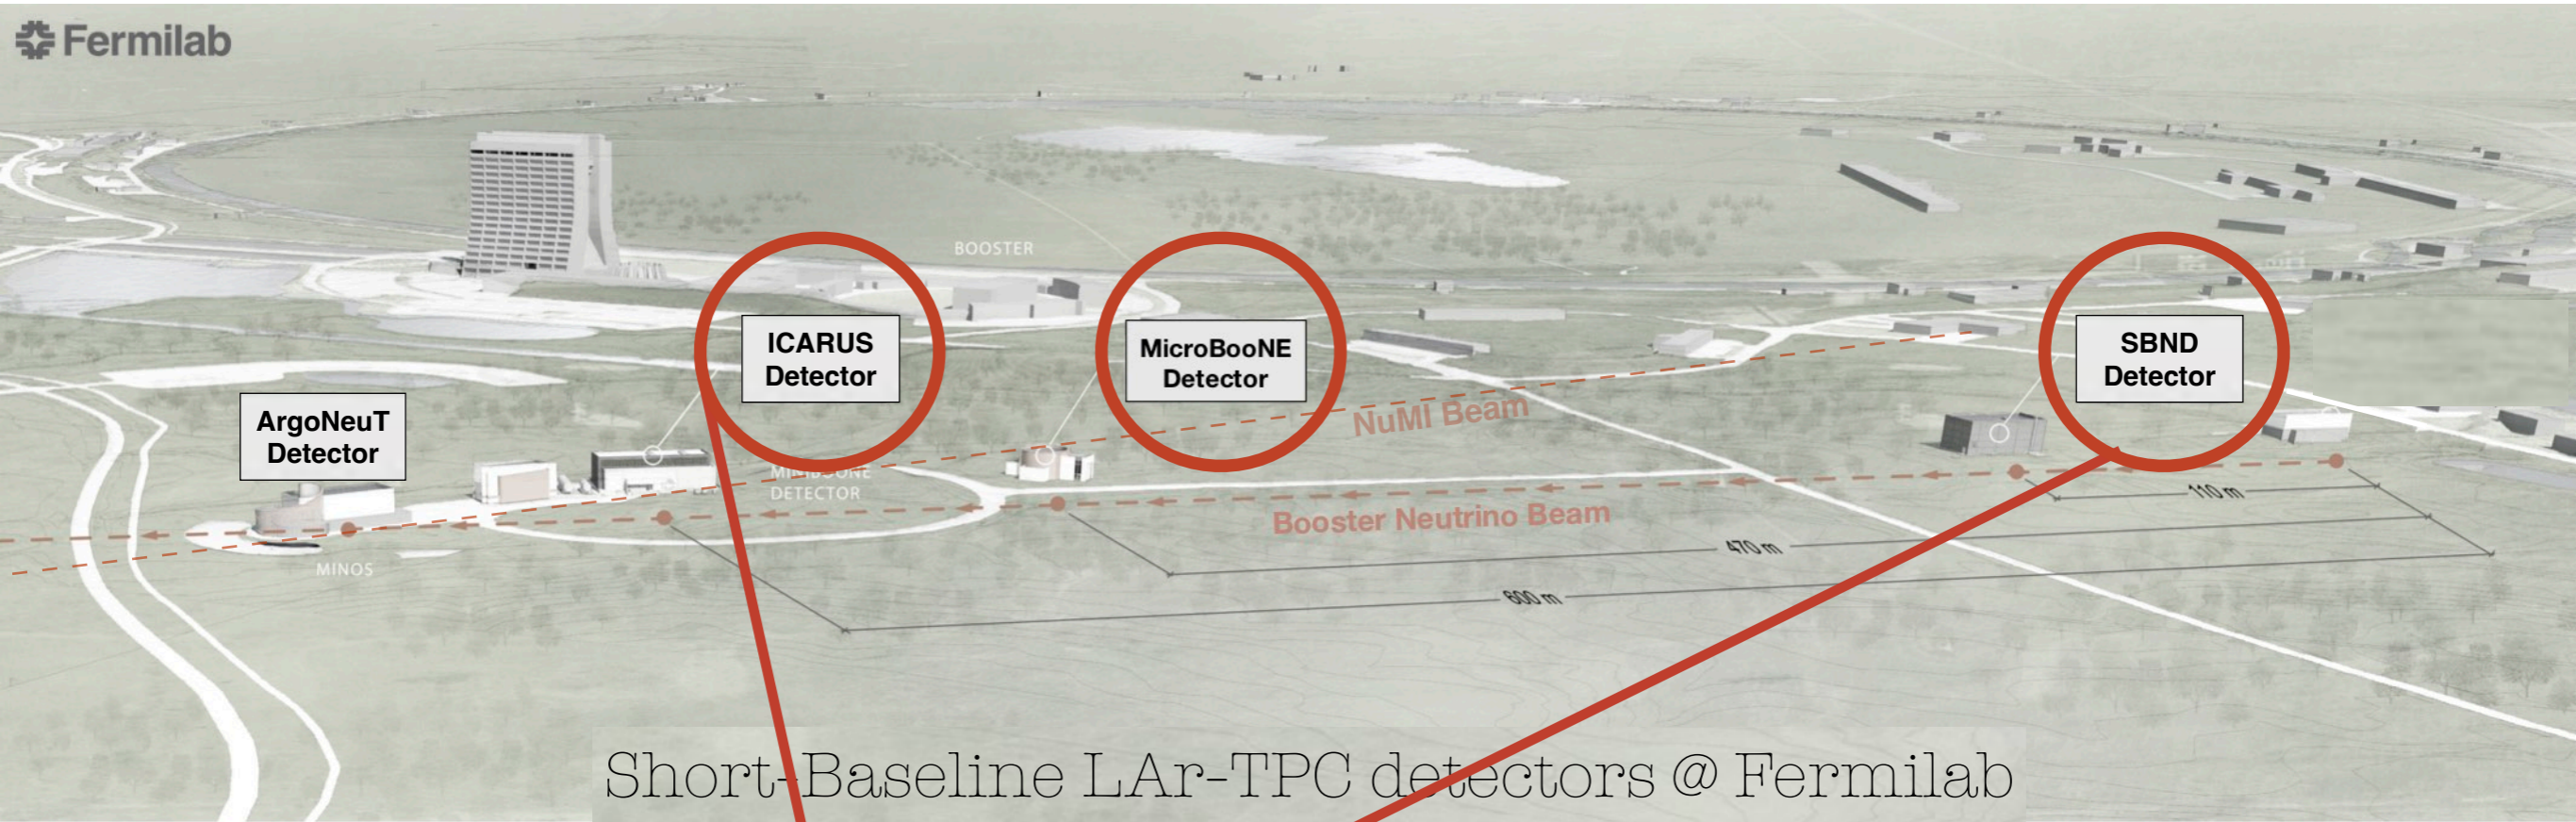 Fermilab
BOOSTER
ICARUS
Detector
MicroBooNE
Detector
SBND
Detector
ArgoNeuT
Detector
NuMI Beam
MINIBOONE
DETECTOR
Booster Neutrino Beam
110 m
470 m
600 m
MINOS
Short-Baseline LAr-TPC detectors @ Fermilab